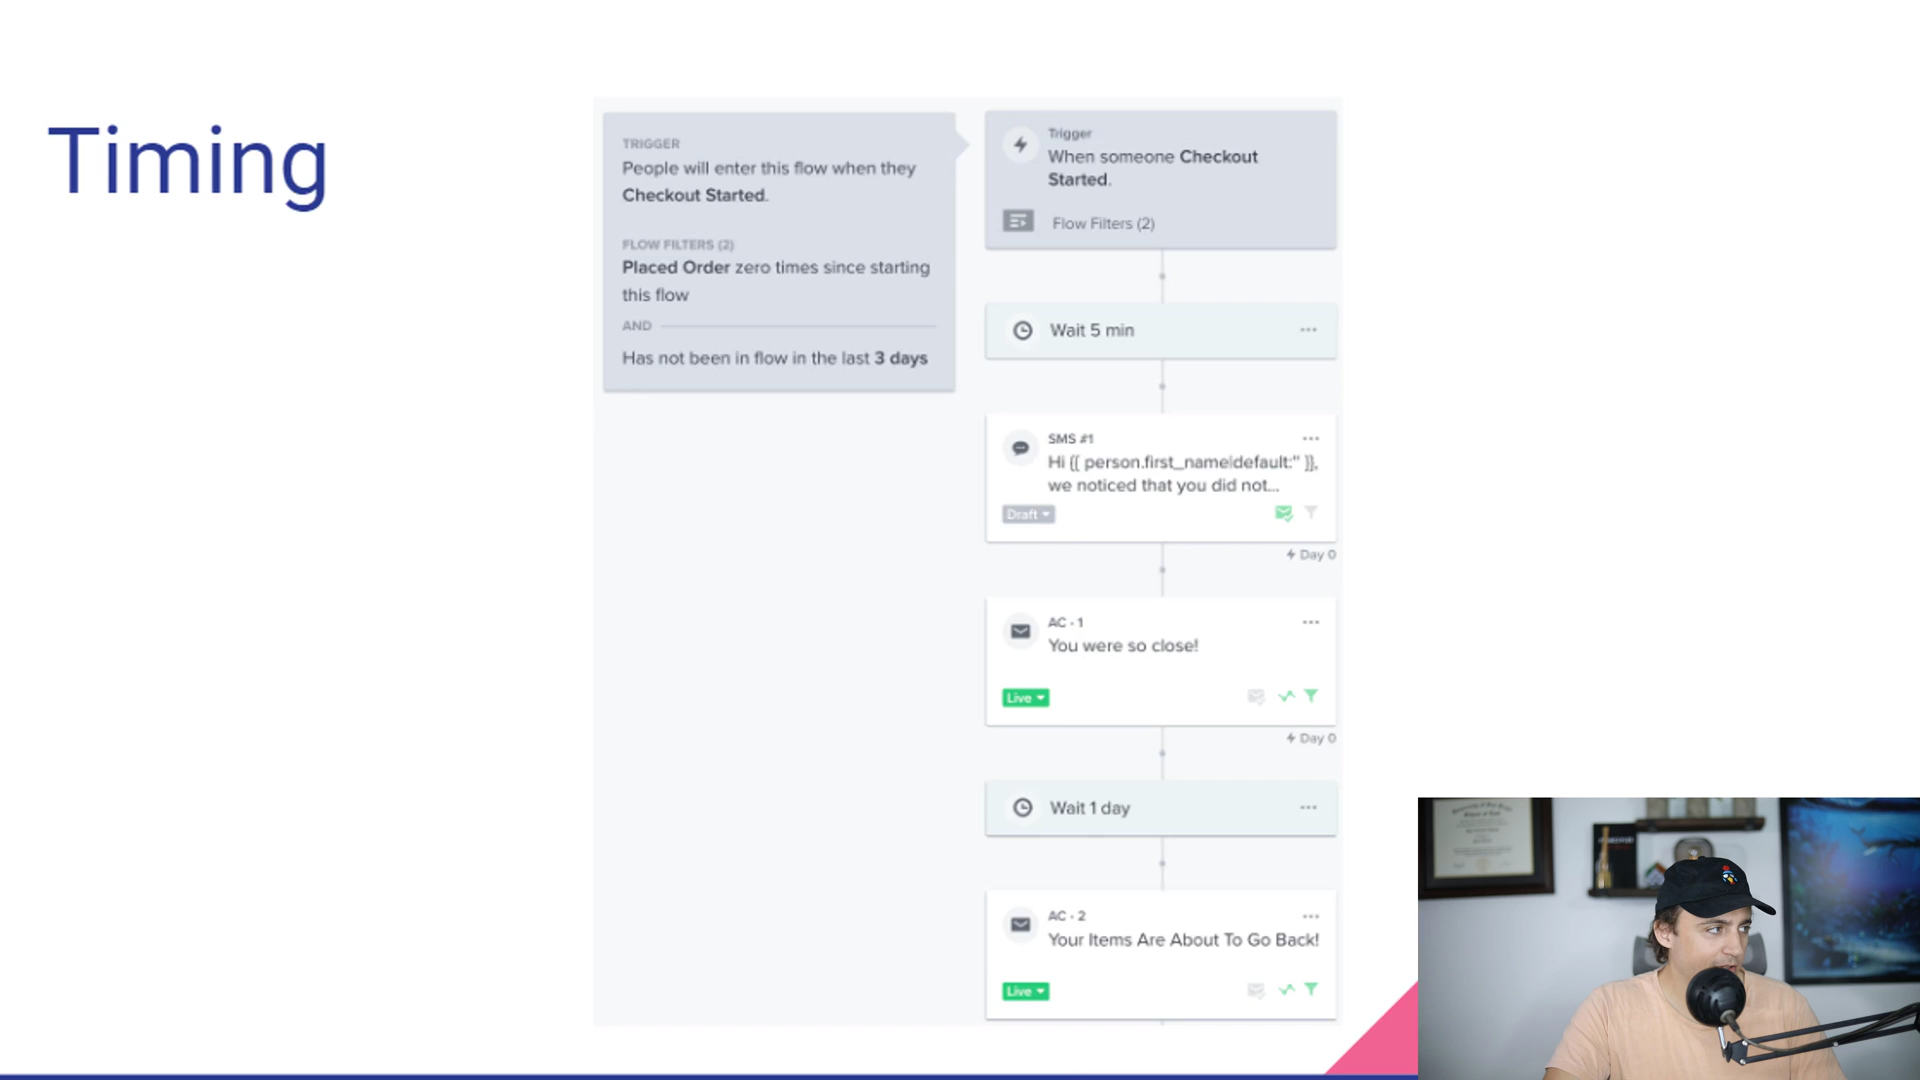 Timing
TRIGGER
People will enter this flow when they
Checkout Started.
FLOW FILTERS (2)
Placed Order zero times since starting
this flow
AND
Has not been in flow in the last 3 days
Trigger
When someone Checkout
Started.
Flow Filters (2)
Wait 5 min
SMS #1
Hi {{ person.first_name|default:'' }},
we noticed that you did not...
Draft
Day 0
AC - 1
You were so close!
Live
Day 0
Wait 1 day
AC - 2
Your Items Are About To Go Back!
Live